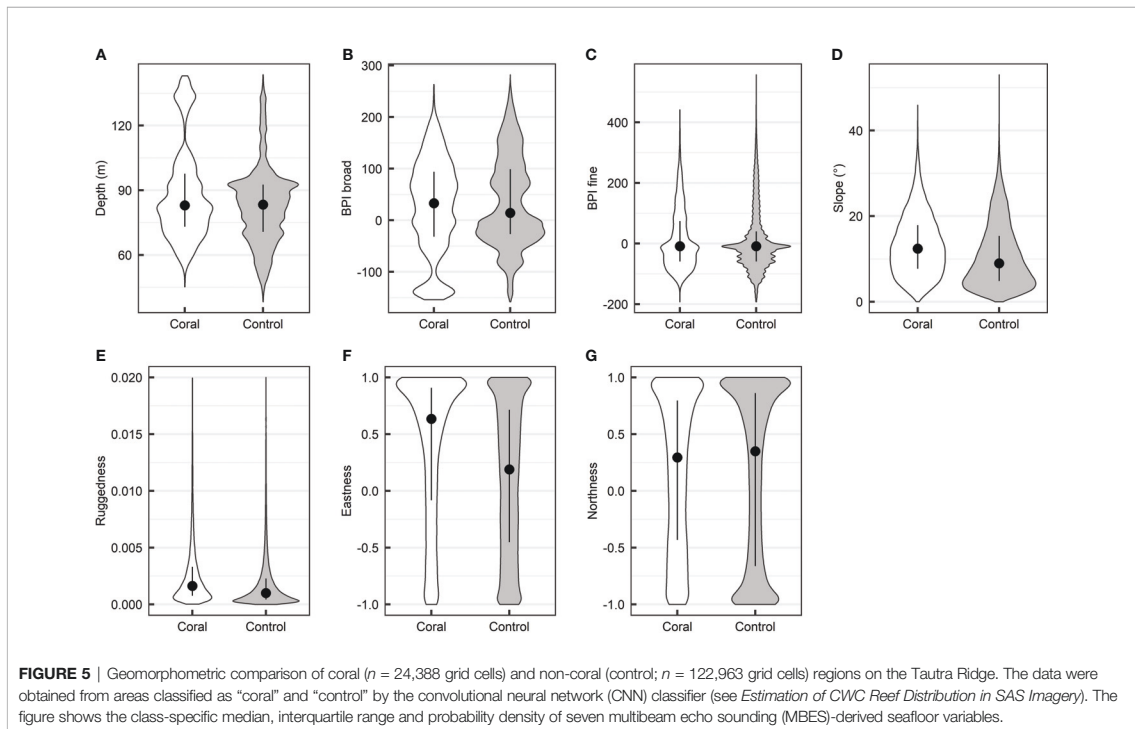 A
Depth (m)
120
90
60
Coral
Control
B
BPI broad
300
200
100
0
-100
Coral
Control
C
BPI fine
400
200
0
-200
Coral
Control
D
Slope (°)
40
20
0
Coral
Control
E
Ruggedness
0.020
0.015
0.010
0.005
0.000
Coral
Control
F
Eastness
1.0
0.5
0.0
-0.5
-1.0
Coral
Control
G
Northness
1.0
0.5
0.0
-0.5
-1.0
Coral
Control
FIGURE 5 | Geomorphometric comparison of coral (n = 24,388 grid cells) and non-coral (control; n = 122,963 grid cells) regions on the Tautra Ridge. The data were
obtained from areas classified as “coral” and “control” by the convolutional neural network (CNN) classifier (see Estimation of CWC Reef Distribution in SAS Imagery). The
figure shows the class-specific median, interquartile range and probability density of seven multibeam echo sounding (MBES)-derived seafloor variables.